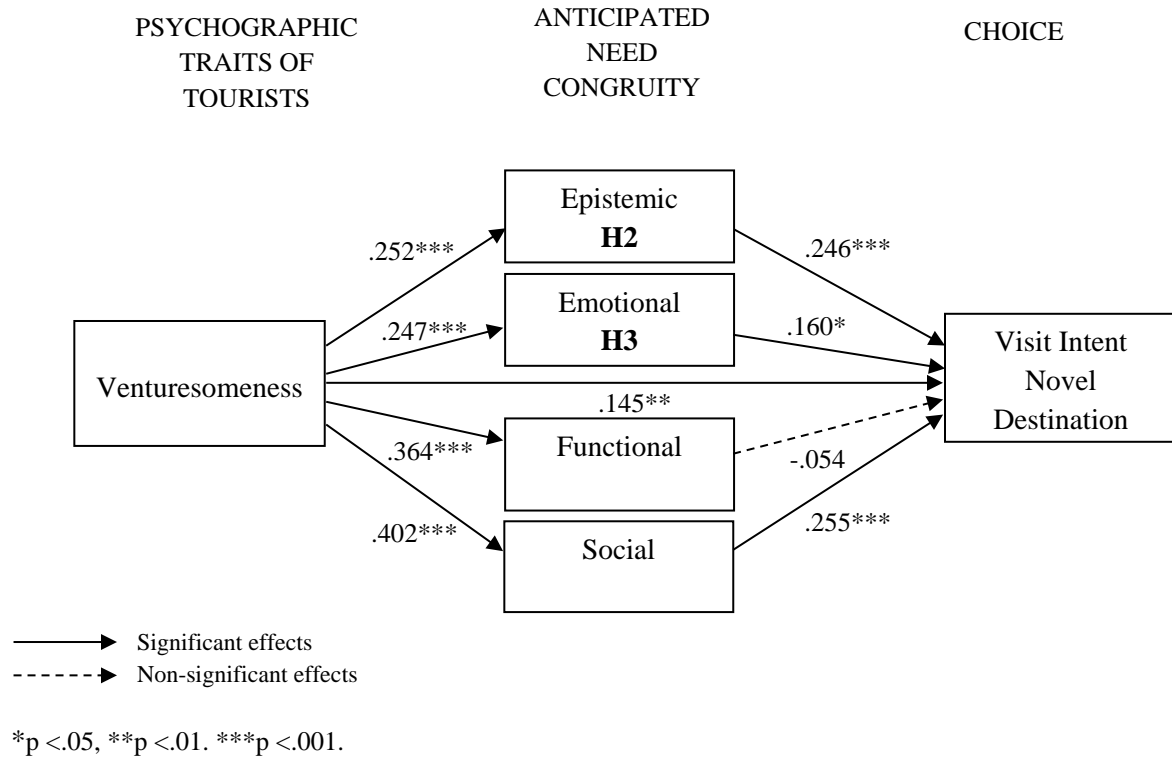 PSYCHOGRAPHIC
TRAITS OF
TOURISTS
ANTICIPATED
NEED
CONGRUITY
CHOICE
Epistemic
H2
.252***
.246***
Emotional
H3
.247***
.160*
Venturesomeness
Visit Intent
Novel
Destination
.145**
.364***
Functional
-.054
.402***
.255***
Social
Significant effects
Non-significant effects
*p <.05, **p <.01. ***p <.001.